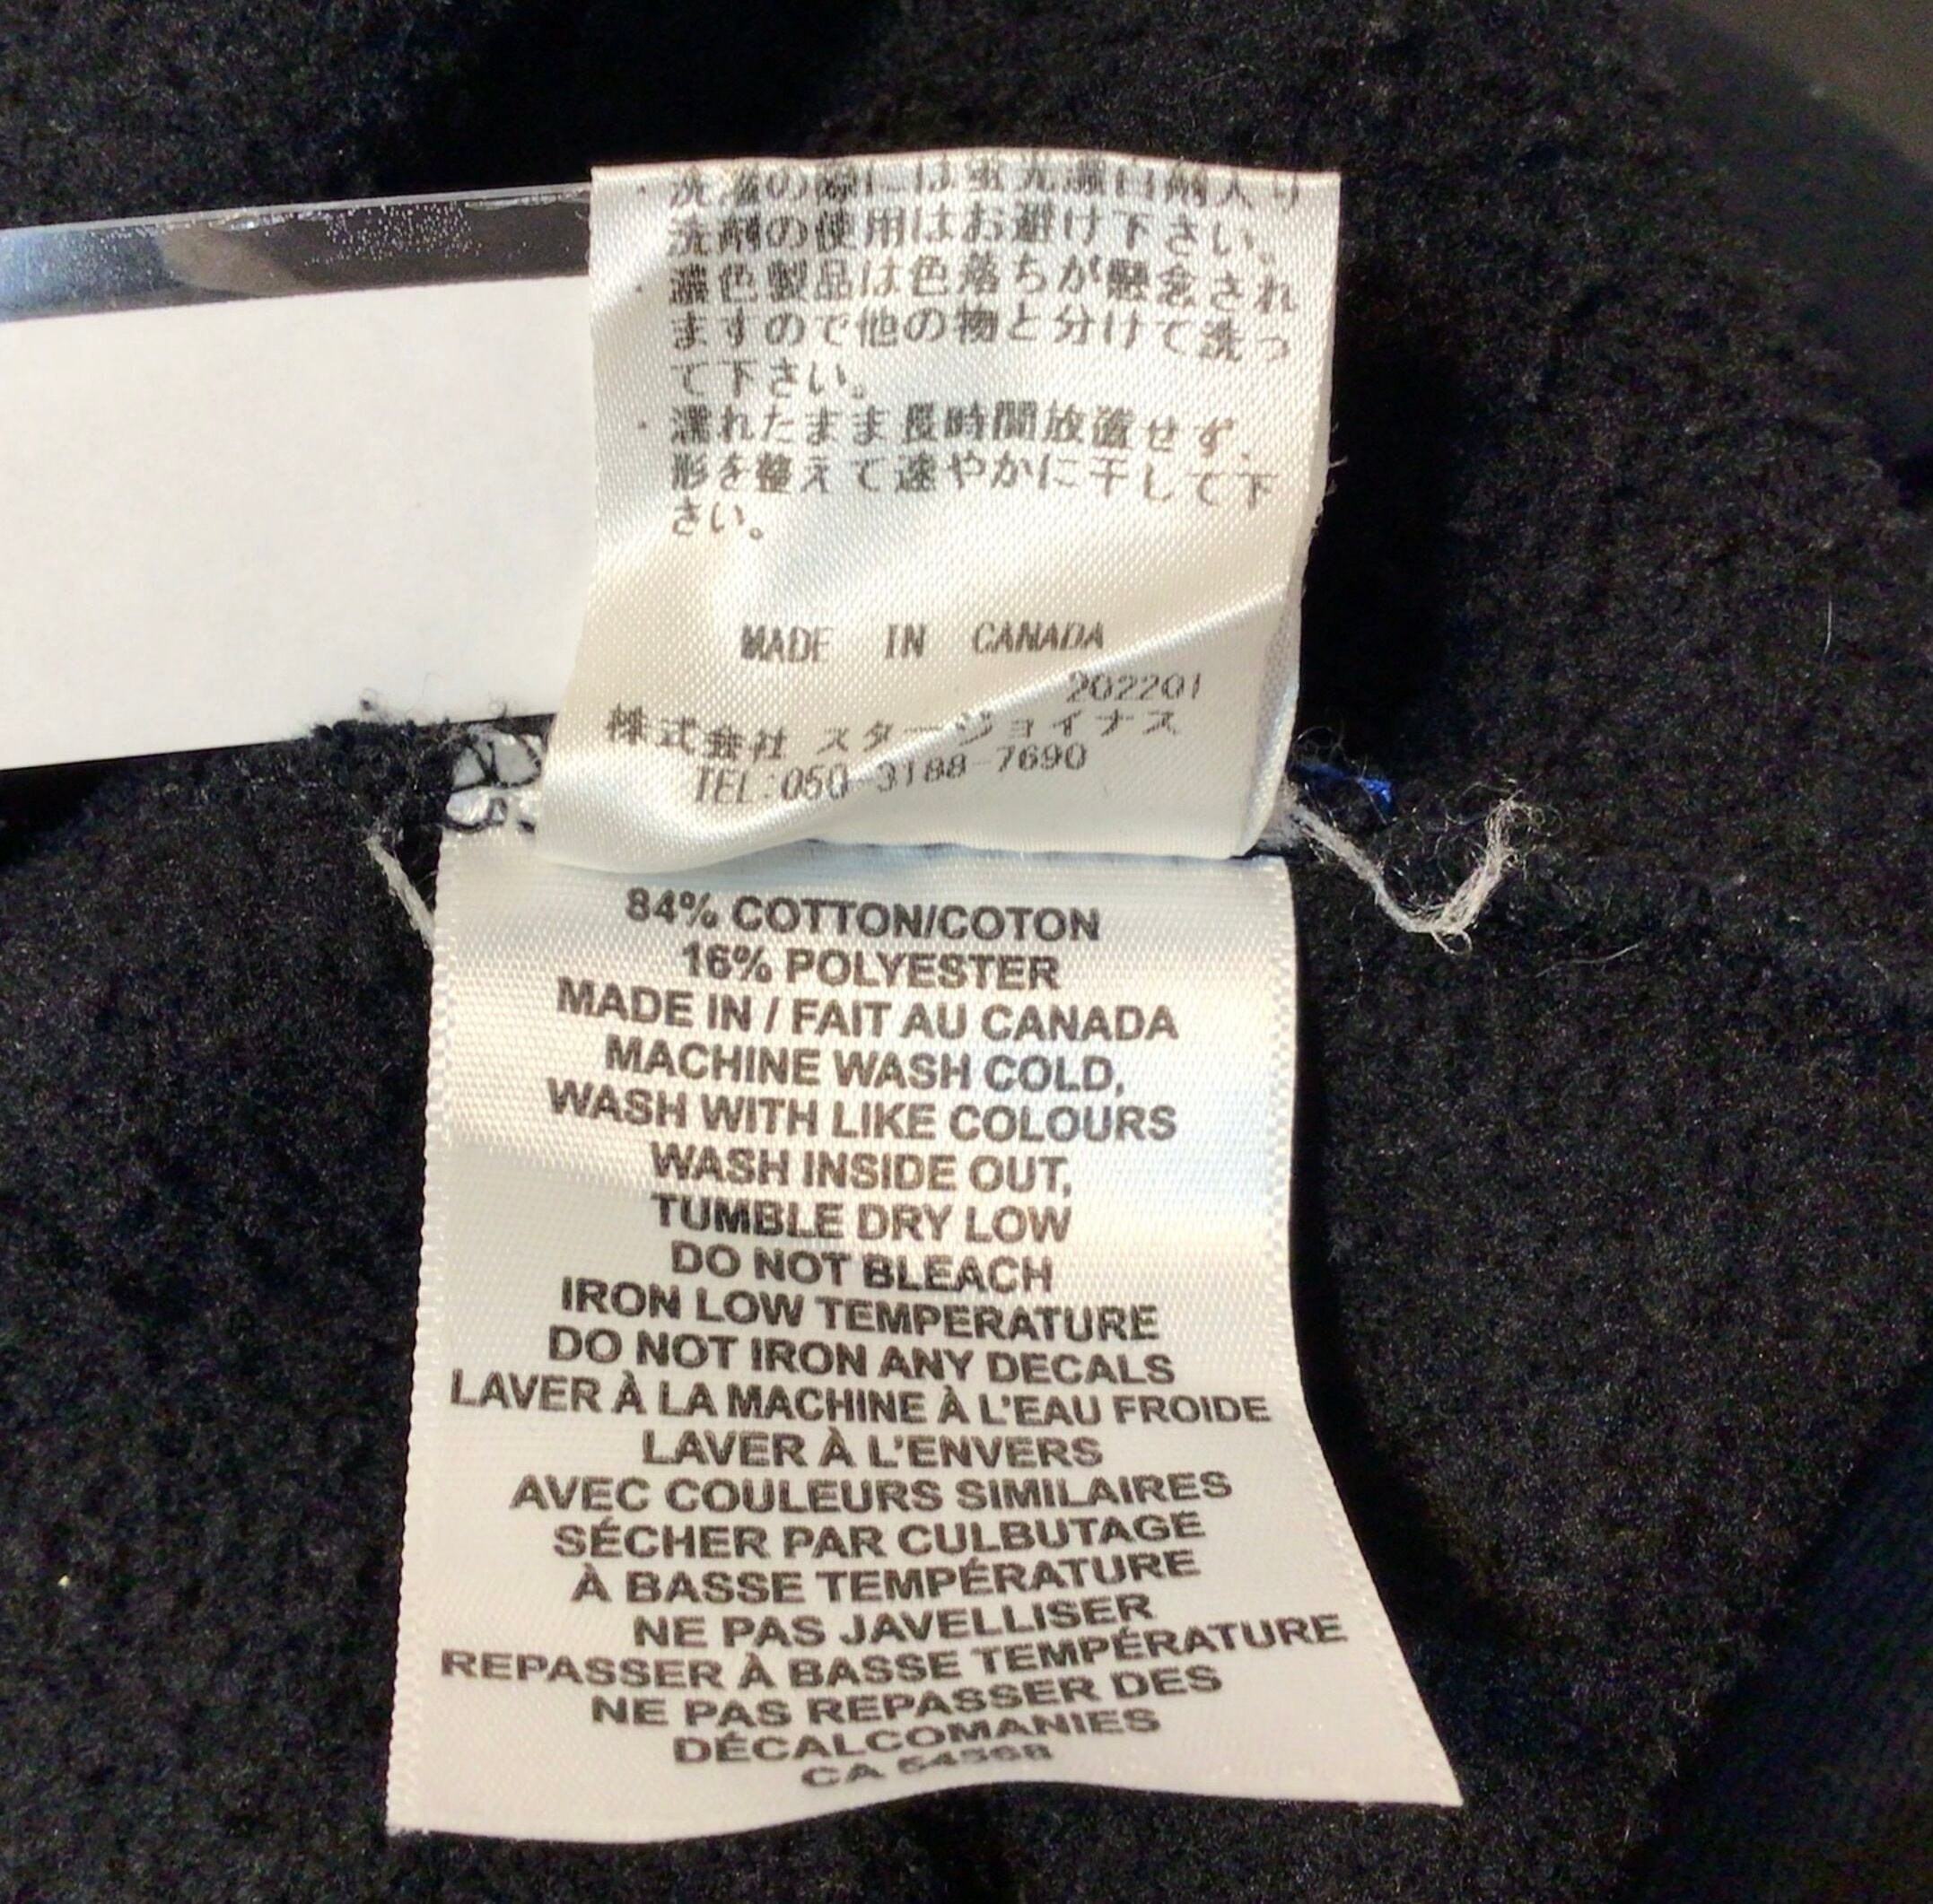 ・洗濯の際には蛍光増白剤入り
洗剤の使用はお避け下さい。
・濃色製品は色落ちが懸念され
ますので他の物と分けて洗っ
て下さい。
・濡れたまま長時間放置せず、
形を整えて速やかに干して下
さい。
MADE IN CANADA
202201
株式会社 スタージョイナス
TEL:050-3188-7690
84% COTTON/COTON
16% POLYESTER
MADE IN / FAIT AU CANADA
MACHINE WASH COLD,
WASH WITH LIKE COLOURS
WASH INSIDE OUT,
TUMBLE DRY LOW
DO NOT BLEACH
IRON LOW TEMPERATURE
DO NOT IRON ANY DECALS
LAVER À LA MACHINE À L'EAU FROIDE
LAVER À L'ENVERS
AVEC COULEURS SIMILAIRES
SÉCHER PAR CULBUTAGE
À BASSE TEMPÉRATURE
NE PAS JAVELLISER
REPASSER À BASSE TEMPÉRATURE
NE PAS REPASSER DES
DÉCALCOMANIES
CA